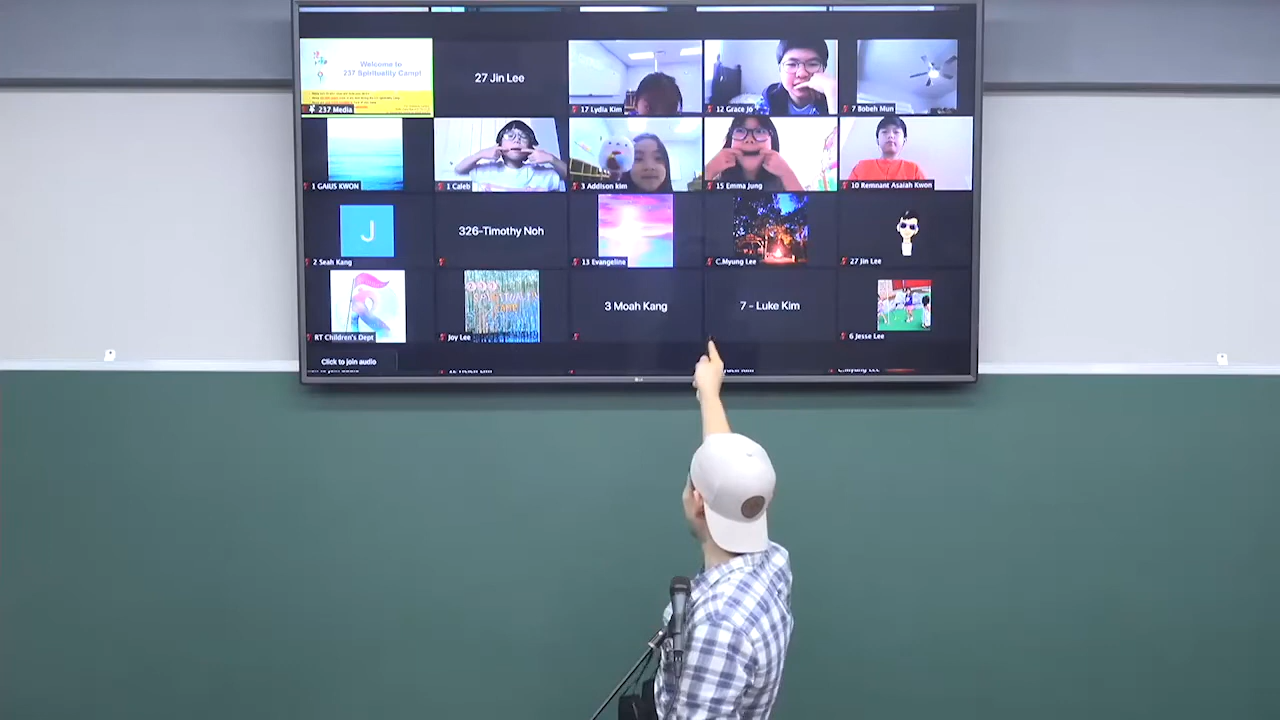 Welcome to
237 Spirituality Camp!
237 Media
27 Jin Lee
17 Lydia Kim
12 Grace Jo
7 Bobeh Mun
1 GAIUS KWON
1 Caleb
3 Addison kim
15 Emma Jung
10 Remnant Asaiah Kwon
J
2 Seah Kang
326-Timothy Noh
13 Evangeline
C.Myung Lee
27 Jin Lee
RT Children's Dept
Joy Lee
3 Moah Kang
7 - Luke Kim
6 Jesse Lee
Click to join audio
C.Myung Lee
LG